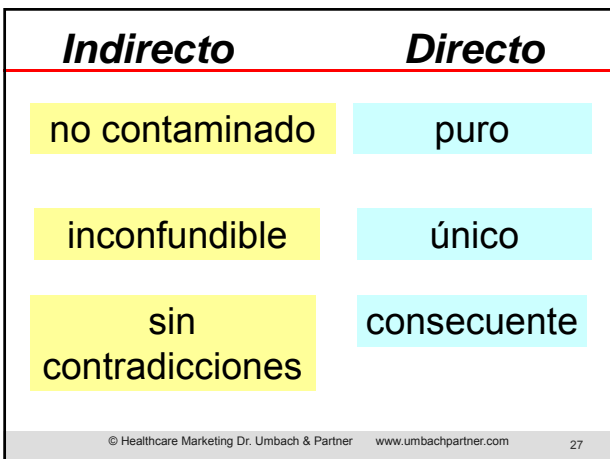 Indirecto Directo
no contaminado puro
inconfundible único
sin
contradicciones
consecuente
© Healthcare Marketing Dr. Umbach & Partner www.umbachpartner.com 27